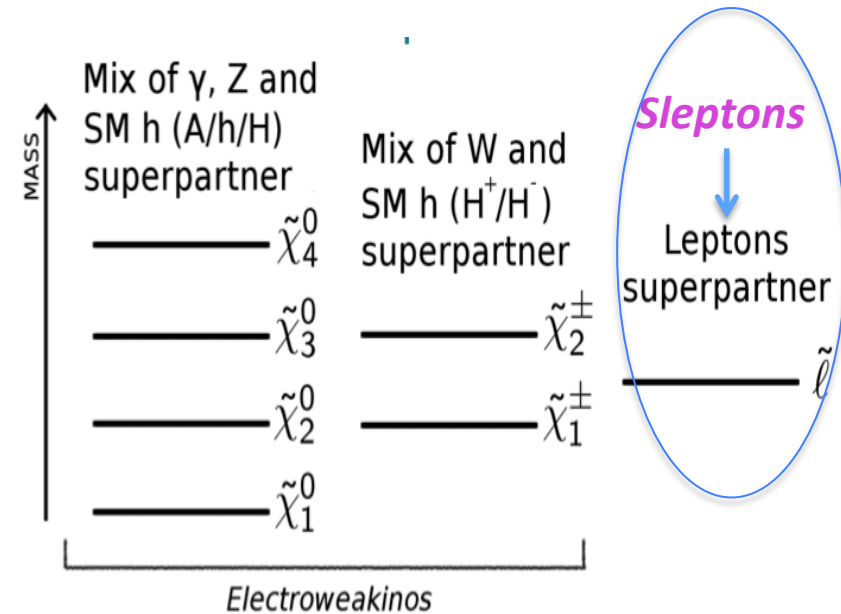 Mix of γ, Z and
SM h (A/h/H)
superpartner
MASS
χ̃⁰₄
χ̃⁰₃
χ̃⁰₂
χ̃⁰₁
Mix of W and
SM h (H⁺/H⁻)
superpartner
χ̃±₂
χ̃±₁
Sleptons
Leptons
superpartner
ℓ̃
Electroweakinos